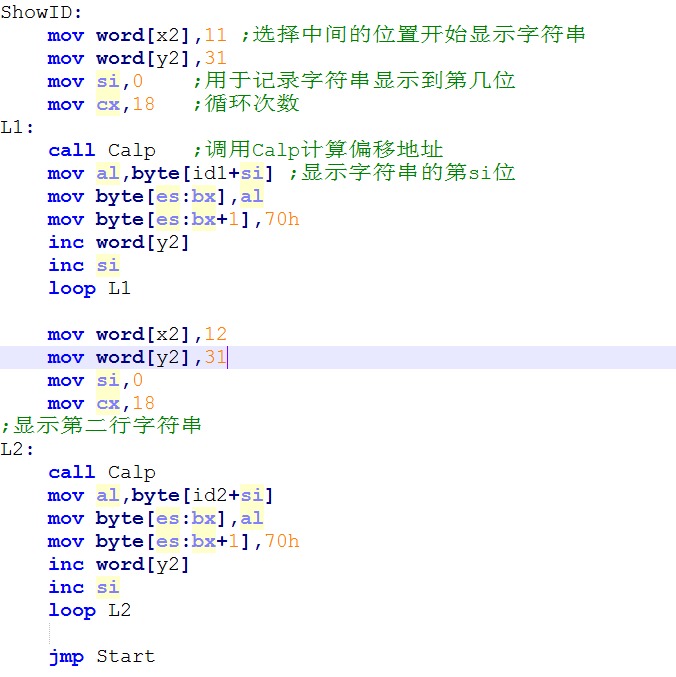 ShowID:
mov word[x2],11 ;选择中间的位置开始显示字符串
mov word[y2],31
mov si,0 ;用于记录字符串显示到第几位
mov cx,18 ;循环次数
L1:
call Calp ;调用Calp计算偏移地址
mov al,byte[id1+si] ;显示字符串的第si位
mov byte[es:bx],al
mov byte[es:bx+1],70h
inc word[y2]
inc si
loop L1
mov word[x2],12
mov word[y2],31
mov si,0
mov cx,18
;显示第二行字符串
L2:
call Calp
mov al,byte[id2+si]
mov byte[es:bx],al
mov byte[es:bx+1],70h
inc word[y2]
inc si
loop L2
jmp Start